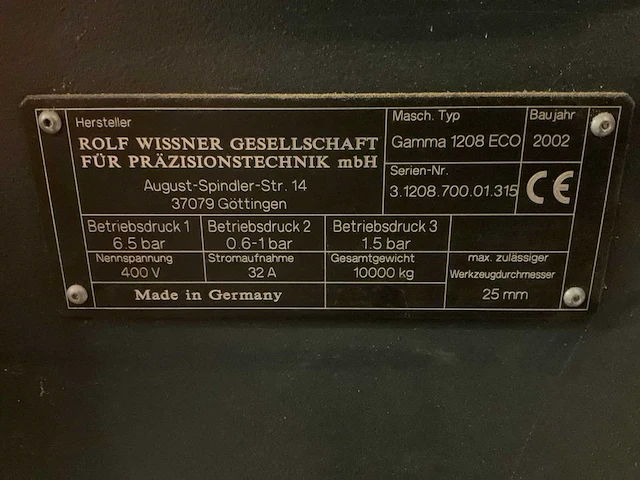 Hersteller
ROLF WISSNER GESELLSCHAFT
FÜR PRÄZISIONSTECHNIK mbH
August-Spindler-Str. 14
37079 Göttingen
Masch. Typ
Gamma 1208 ECO
Baujahr
2002
Serien-Nr.
3.1208.700.01.315
CE
Betriebsdruck 1
6.5 bar
Betriebsdruck 2
0.6-1 bar
Betriebsdruck 3
1.5 bar
Nennspannung
400 V
Stromaufnahme
32 A
Gesamtgewicht
10000 kg
max. zulässiger
Werkzeugdurchmesser
25 mm
Made in Germany